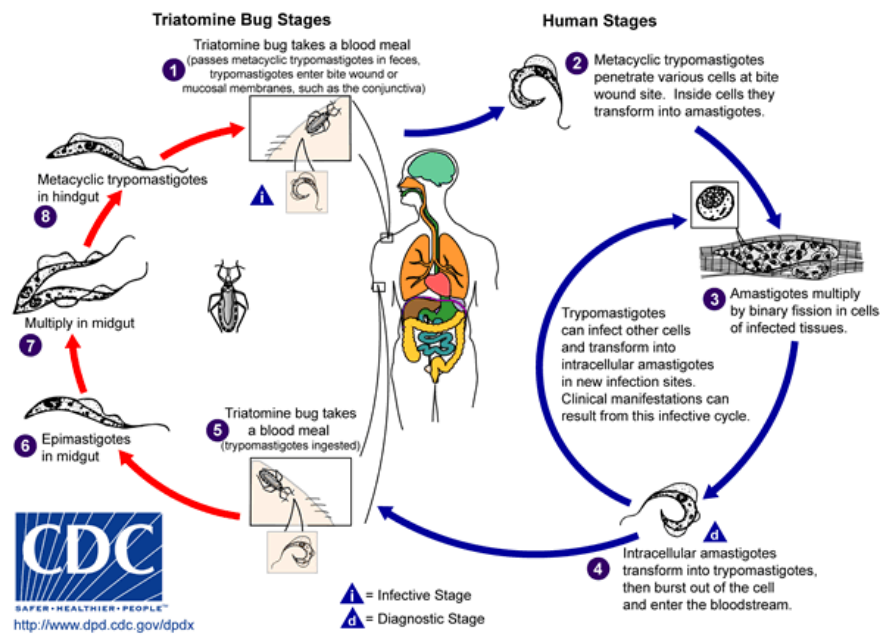 Triatomine Bug Stages
Human Stages
1
Triatomine bug takes a blood meal
(passes metacyclic trypomastigotes in feces,
trypomastigotes enter bite wound or
mucosal membranes, such as the conjunctiva)
i
2
Metacyclic trypomastigotes
penetrate various cells at bite
wound site. Inside cells they
transform into amastigotes.
3
Amastigotes multiply
by binary fission in cells
of infected tissues.
Trypomastigotes
can infect other cells
and transform into
intracellular amastigotes
in new infection sites.
Clinical manifestations can
result from this infective cycle.
d
4
Intracellular amastigotes
transform into trypomastigotes,
then burst out of the cell
and enter the bloodstream.
5
Triatomine bug takes
a blood meal
(trypomastigotes ingested)
6
Epimastigotes
in midgut
Multiply in midgut
7
Metacyclic trypomastigotes
in hindgut
8
CDC
SAFER•HEALTHIER•PEOPLE™
http://www.dpd.cdc.gov/dpdx
i = Infective Stage
d = Diagnostic Stage